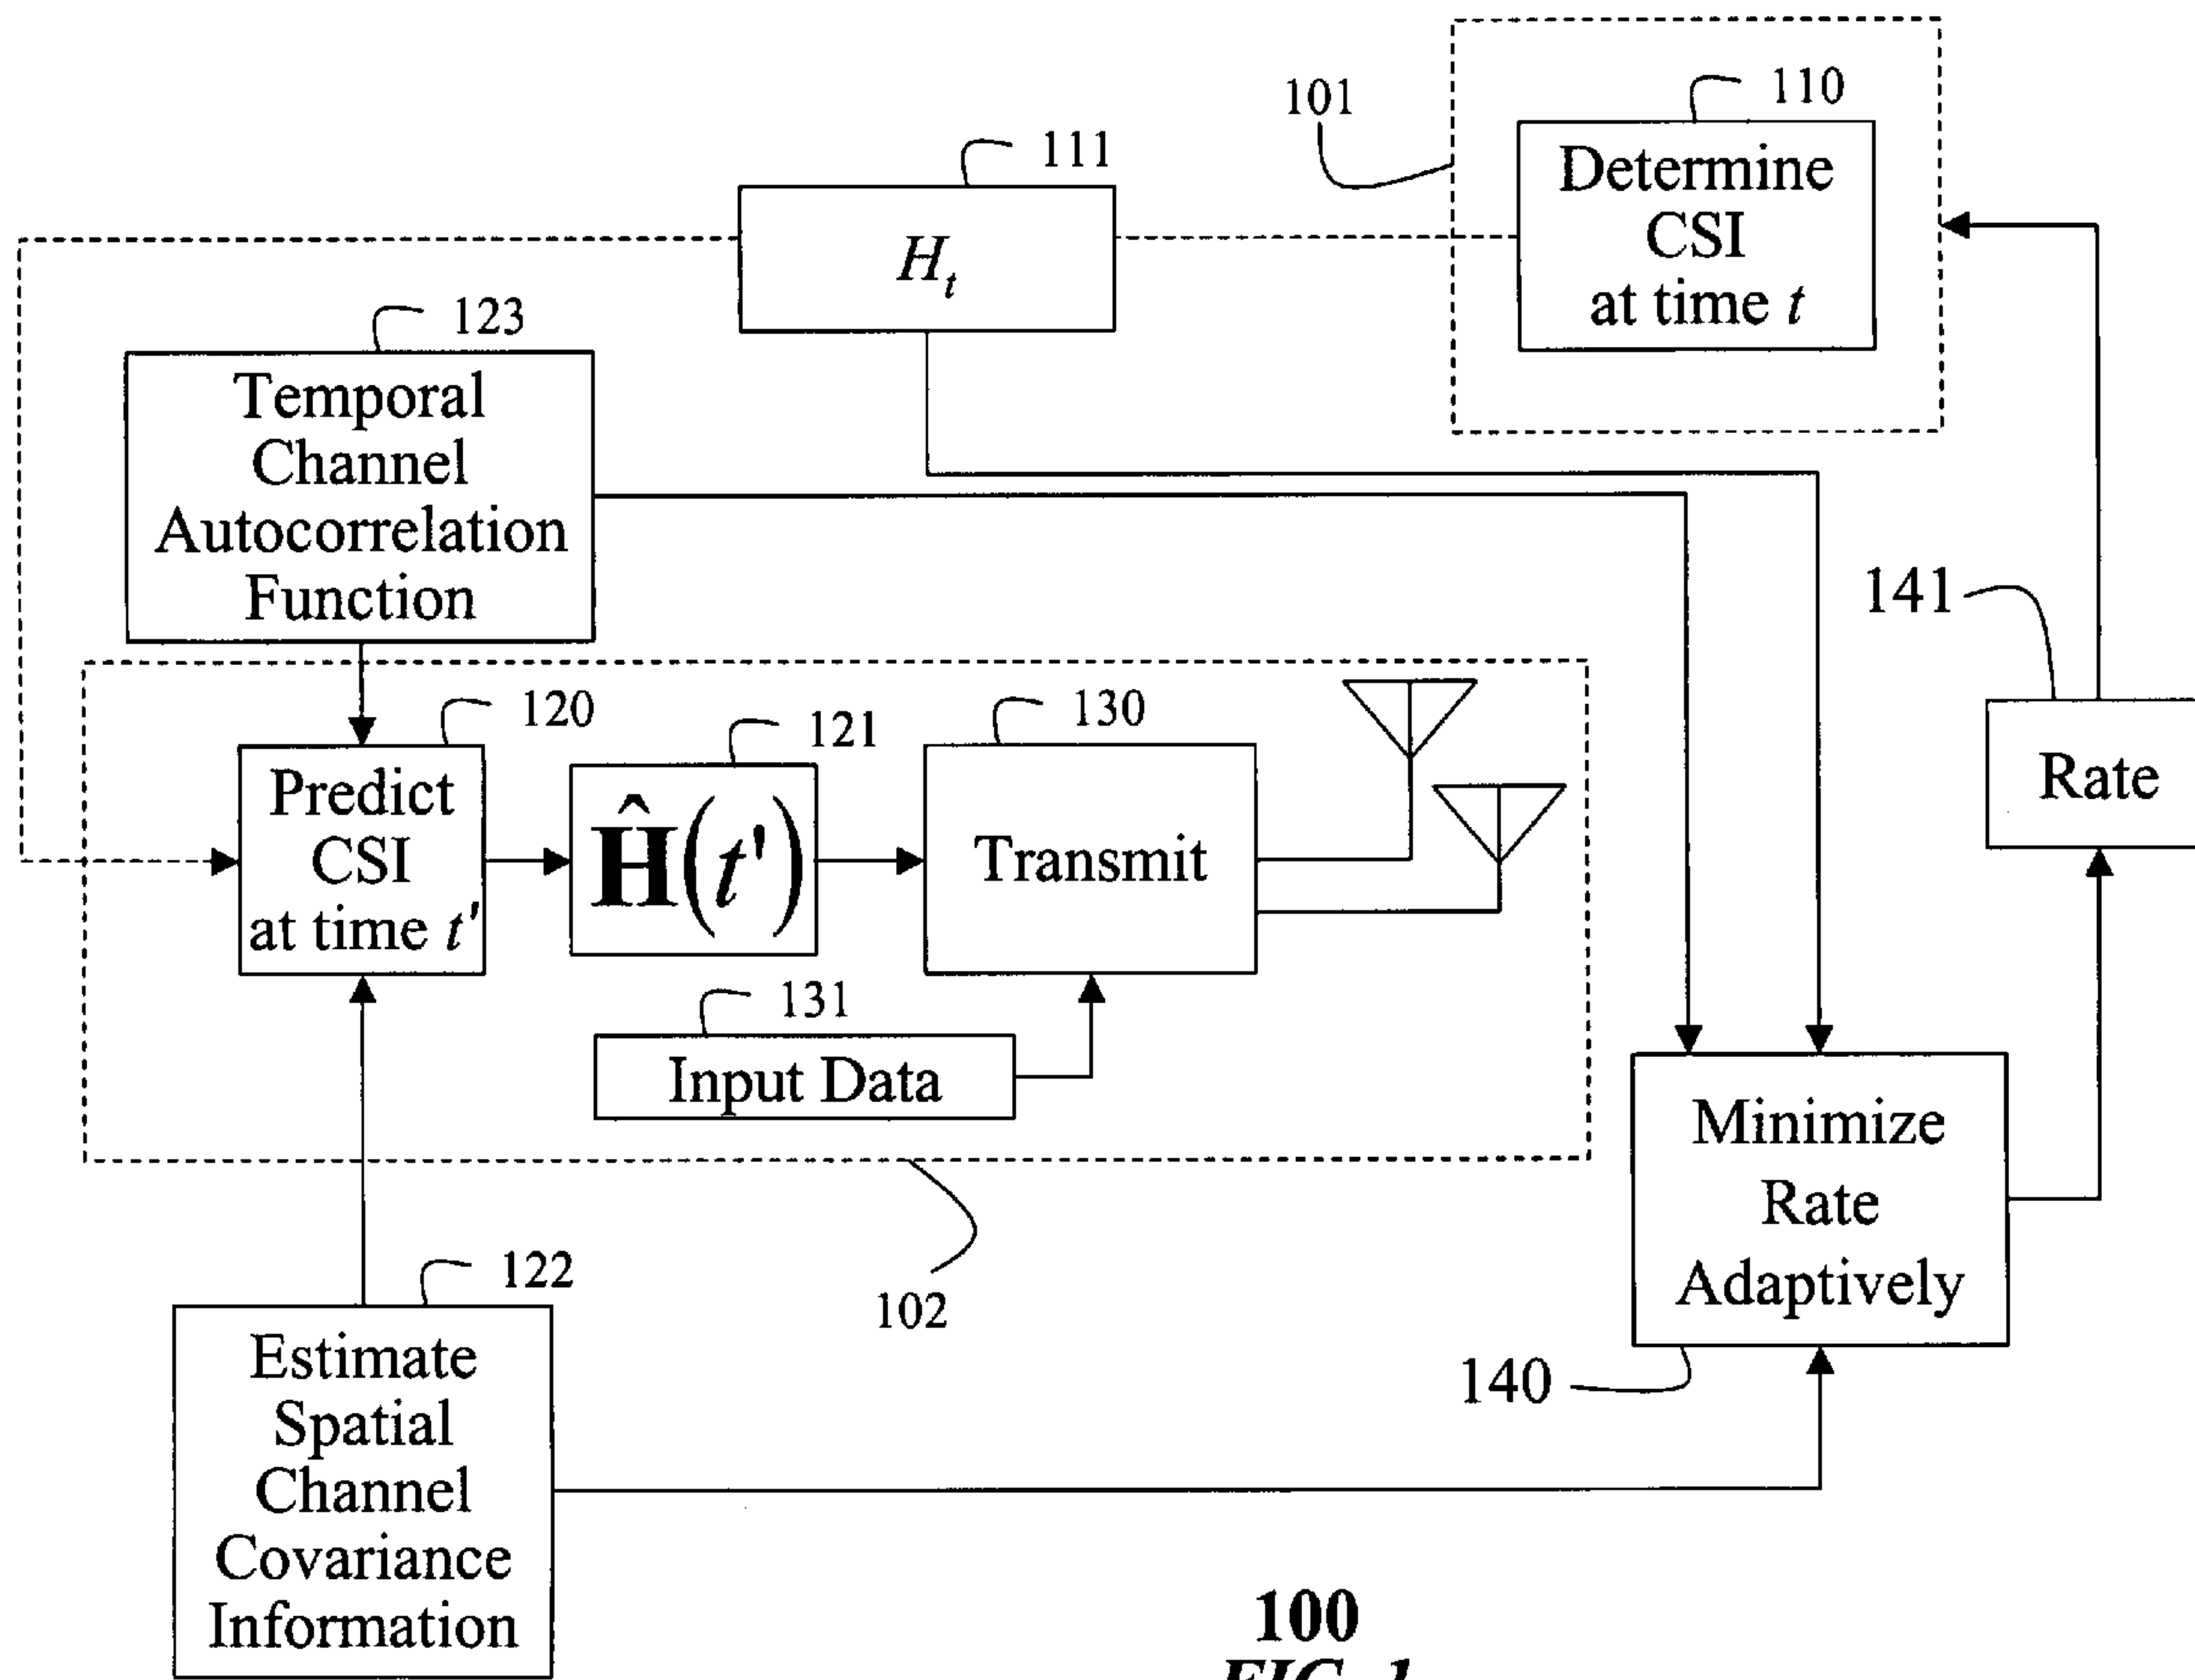 110
101
Determine
CSI
at time t
111
H_t
123
Temporal
Channel
Autocorrelation
Function
141
Rate
120
Predict
CSI
at time t'
121
Ĥ(t')
130
Transmit
131
Input Data
102
Minimize
Rate
Adaptively
140
122
Estimate
Spatial
Channel
Covariance
Information
100
FIG. 1